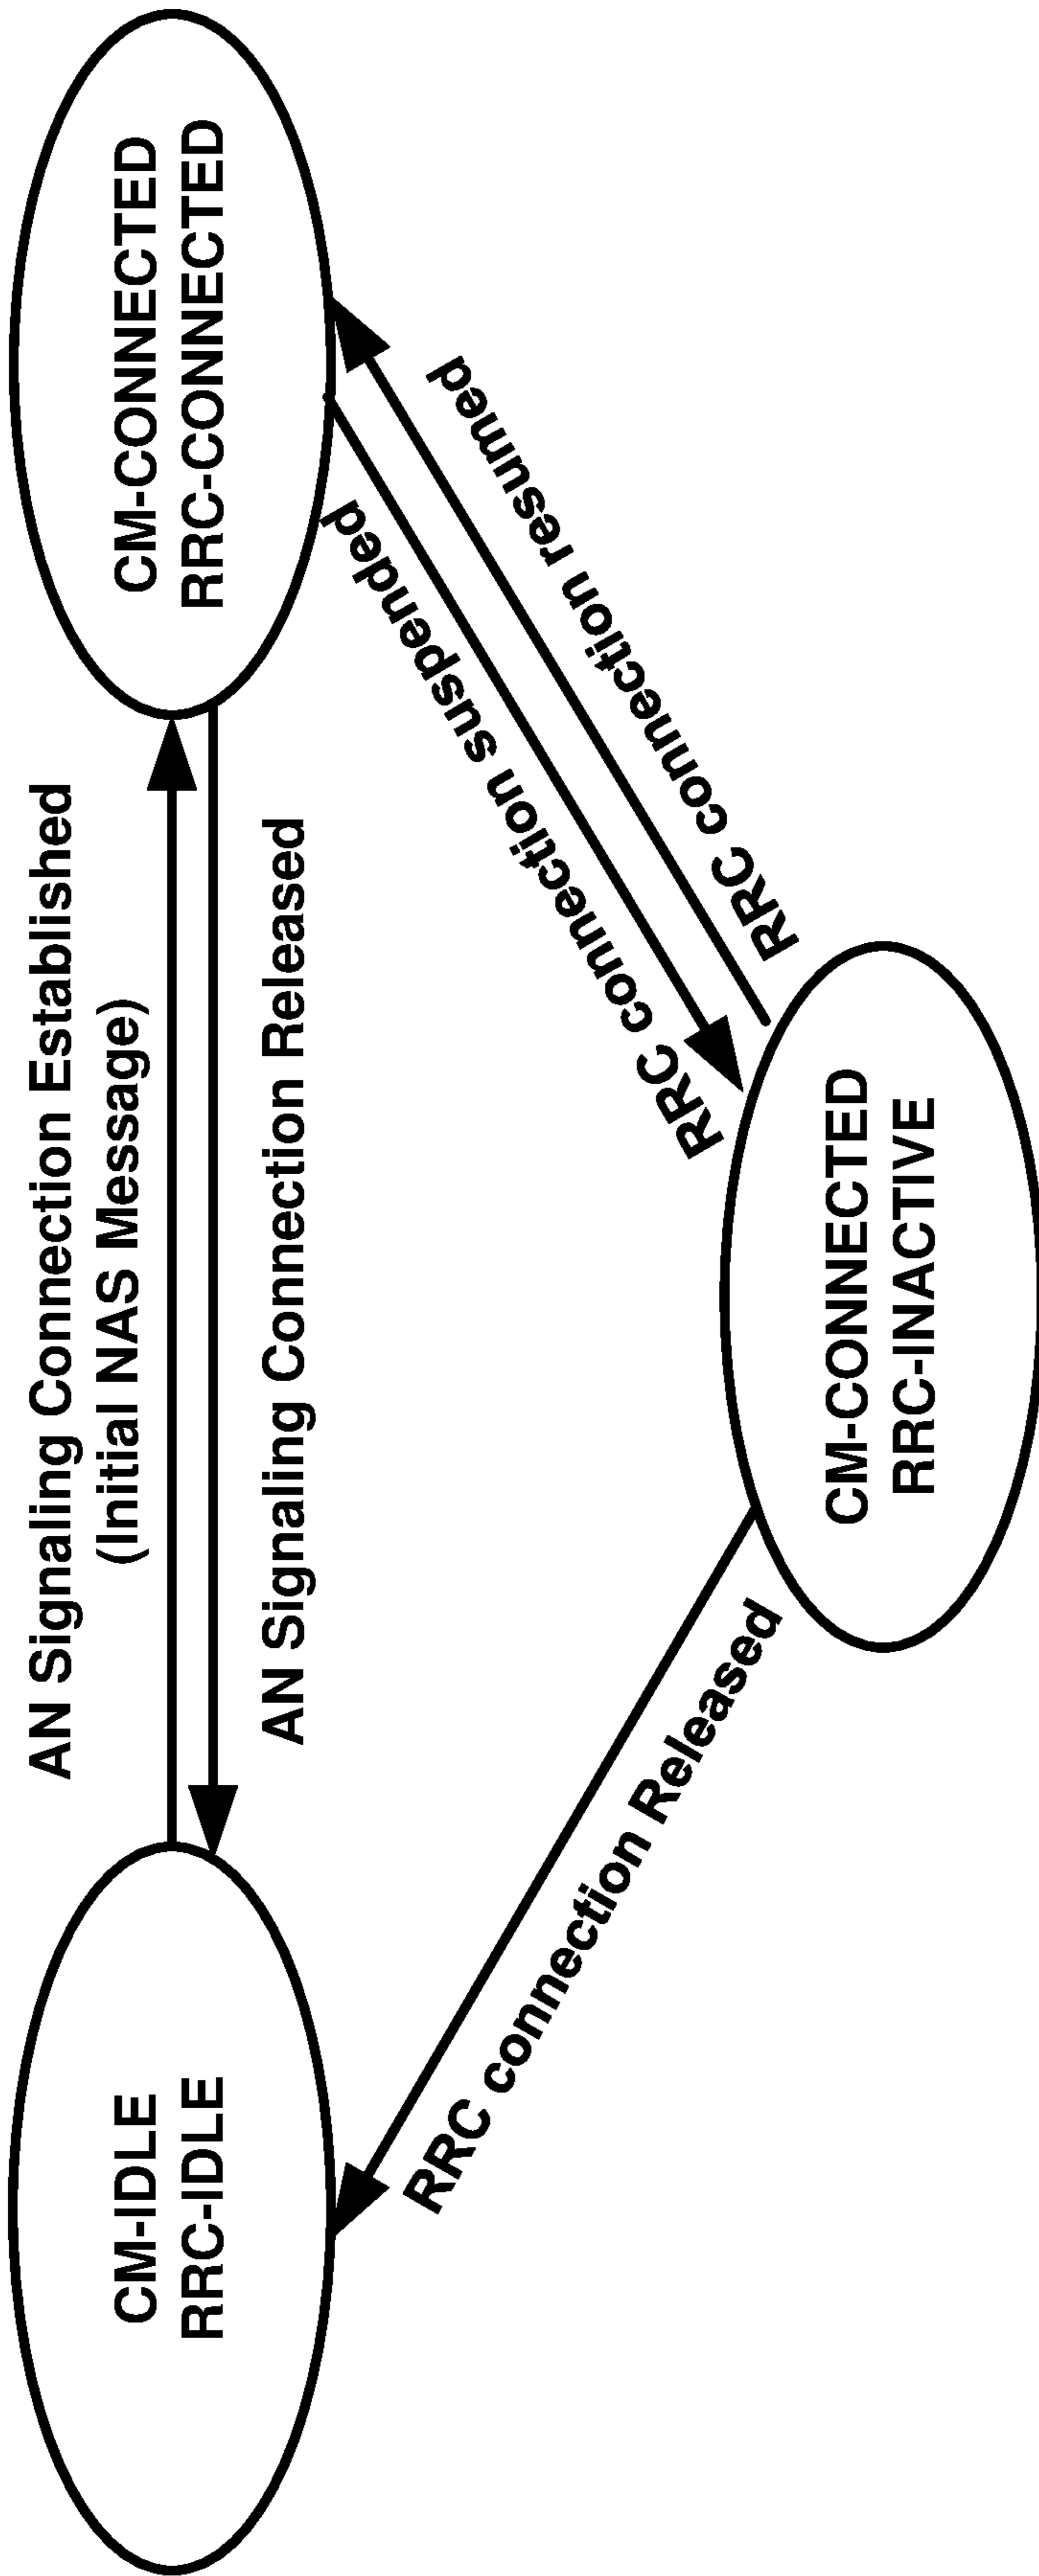 AN Signaling Connection Established
(Initial NAS Message)
CM-IDLE
RRC-IDLE
CM-CONNECTED
RRC-CONNECTED
AN Signaling Connection Released
RRC connection suspended
RRC connection resumed
RRC connection Released
CM-CONNECTED
RRC-INACTIVE